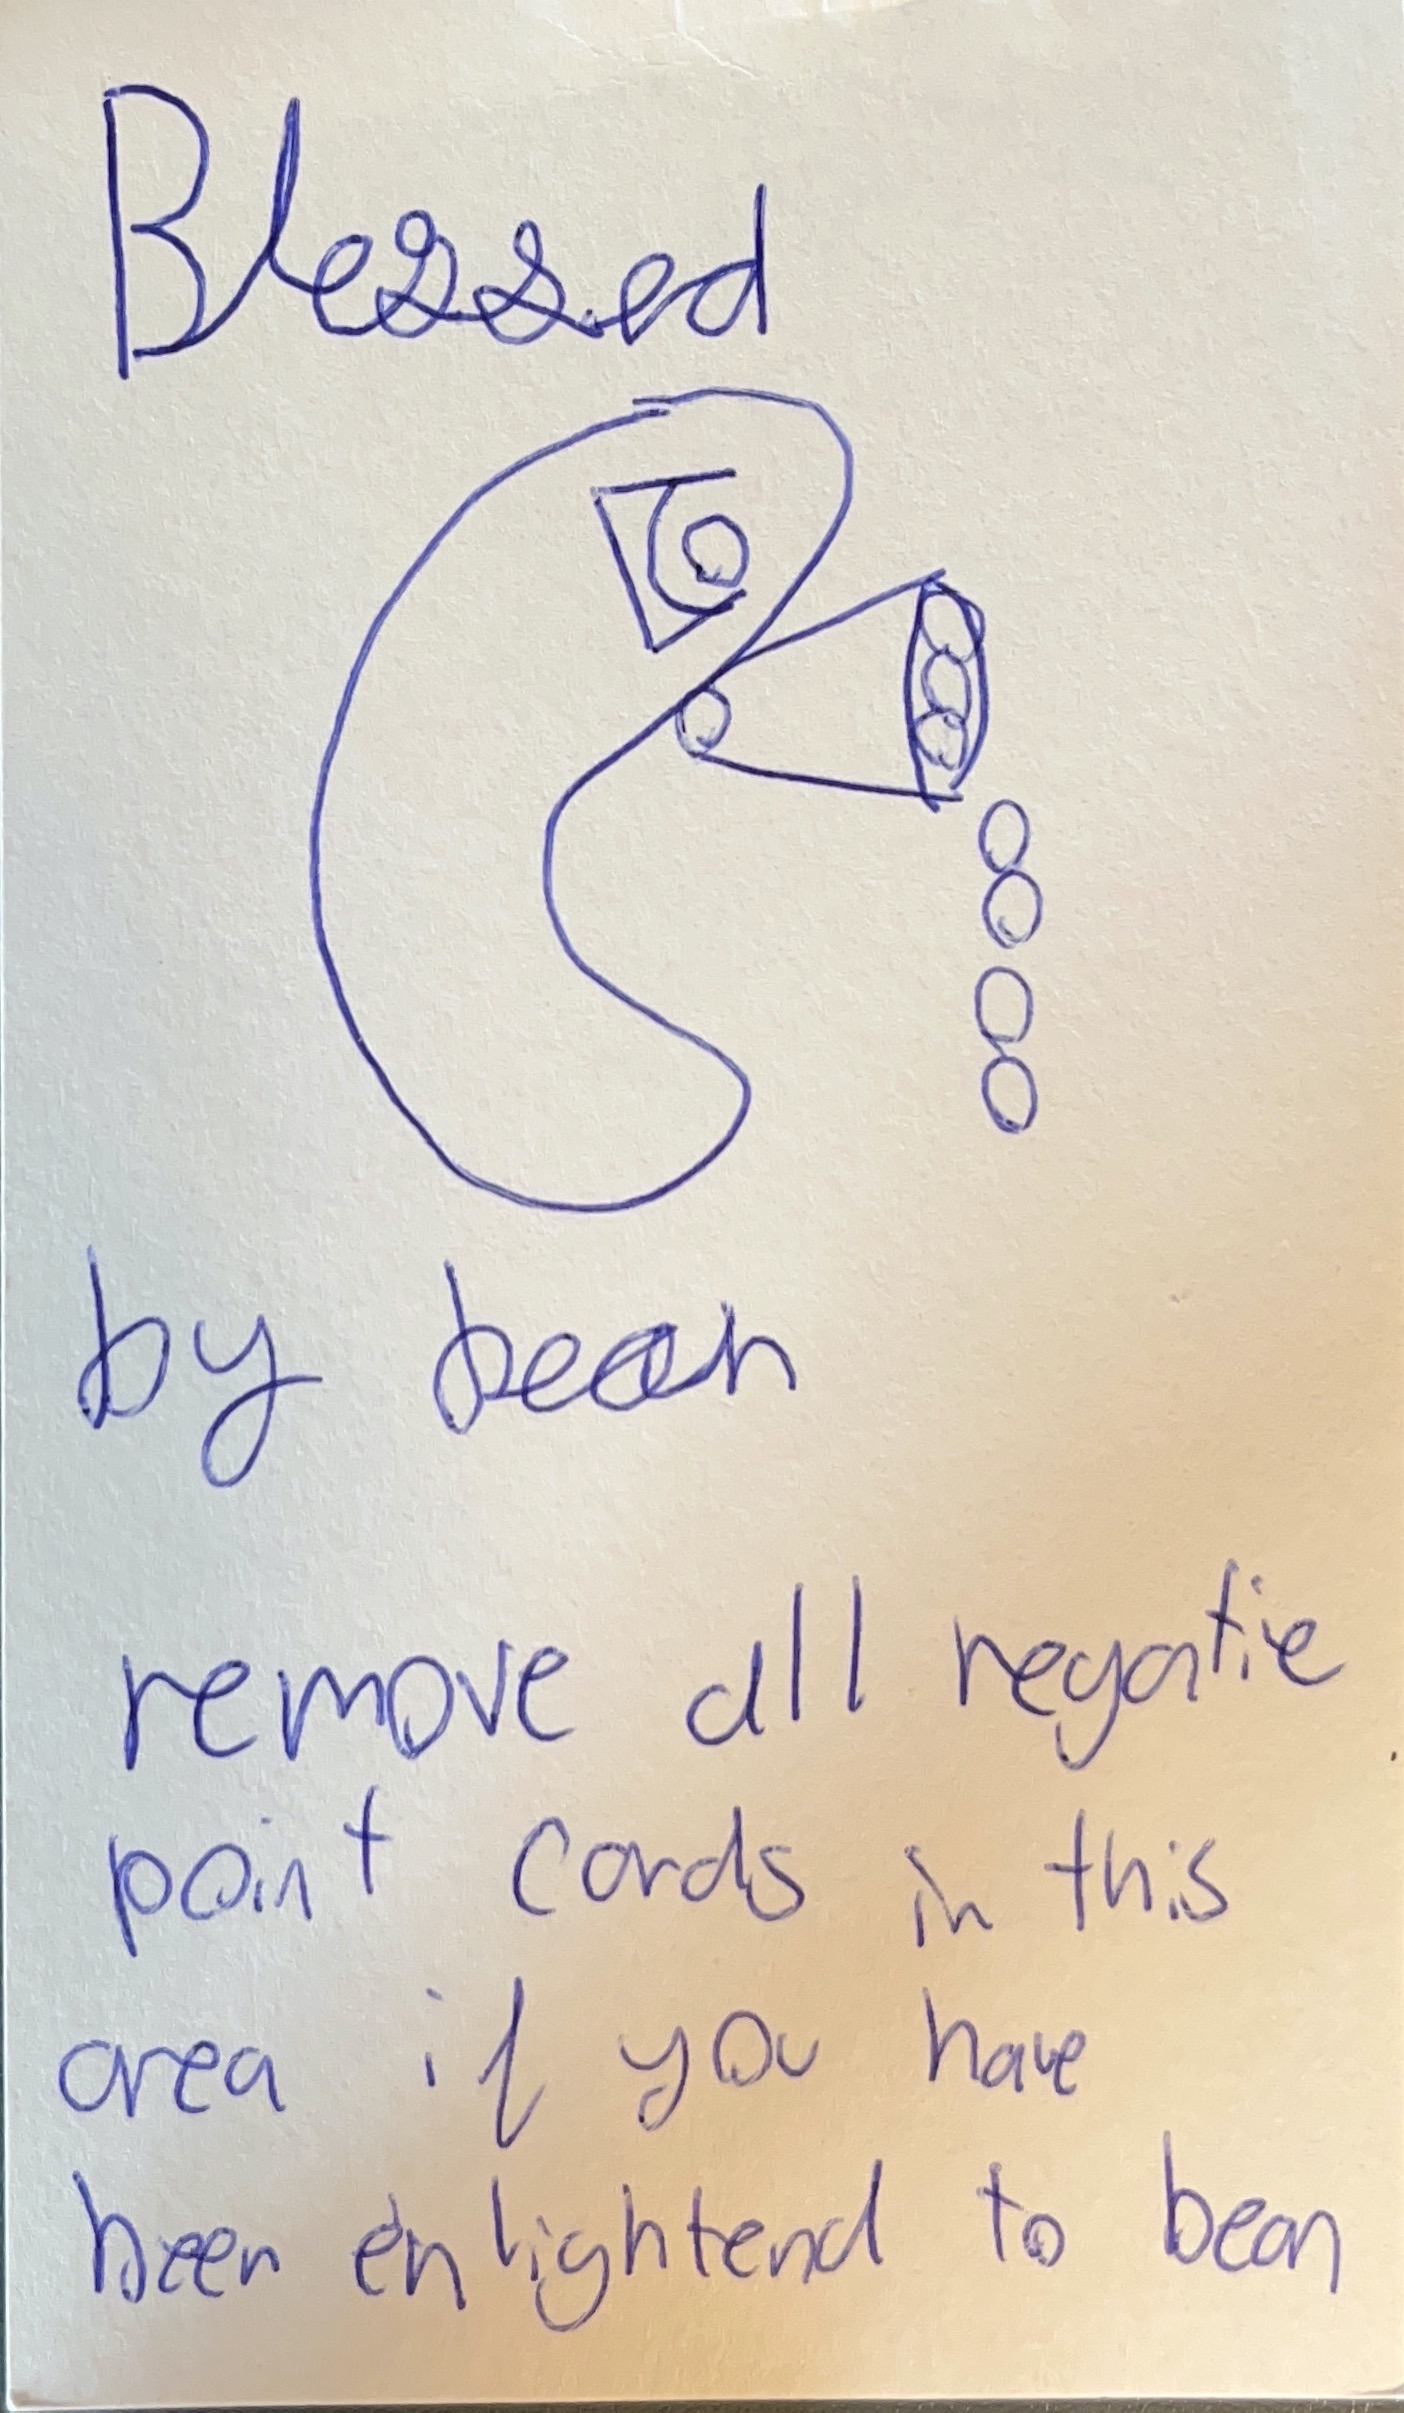 Blessed
by bean
remove all negatie
point cards in this
area if you have
been enlightend to bean